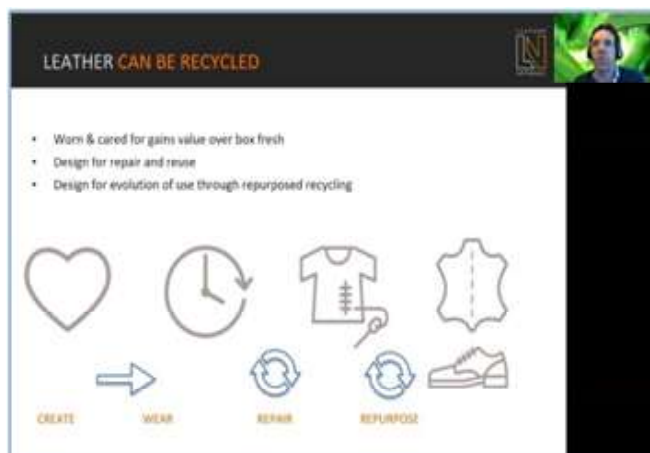 LEATHER CAN BE RECYCLED
• Worn & cared for gains value over box fresh
• Design for repair and reuse
• Design for evolution of use through repurposed recycling
CREATE WEAR REPAIR REPURPOSE